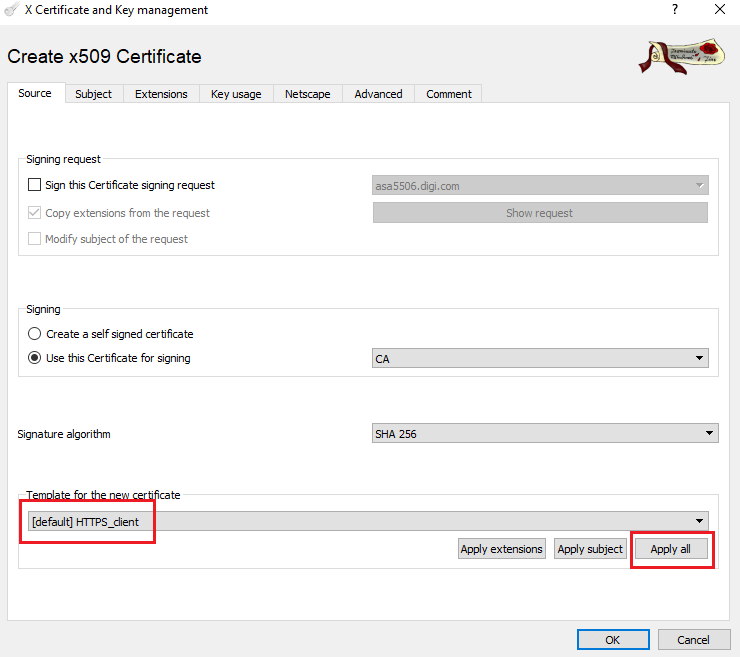 X Certificate and Key management
?
Create x509 Certificate
Source Subject Extensions Key usage Netscape Advanced Comment
Signing request
Sign this Certificate signing request asa5506.digi.com
Copy extensions from the request Show request
Modify subject of the request
Signing
Create a self signed certificate
Use this Certificate for signing CA
Signature algorithm SHA 256
Template for the new certificate
[default] HTTPS_client
Apply extensions Apply subject Apply all
OK Cancel